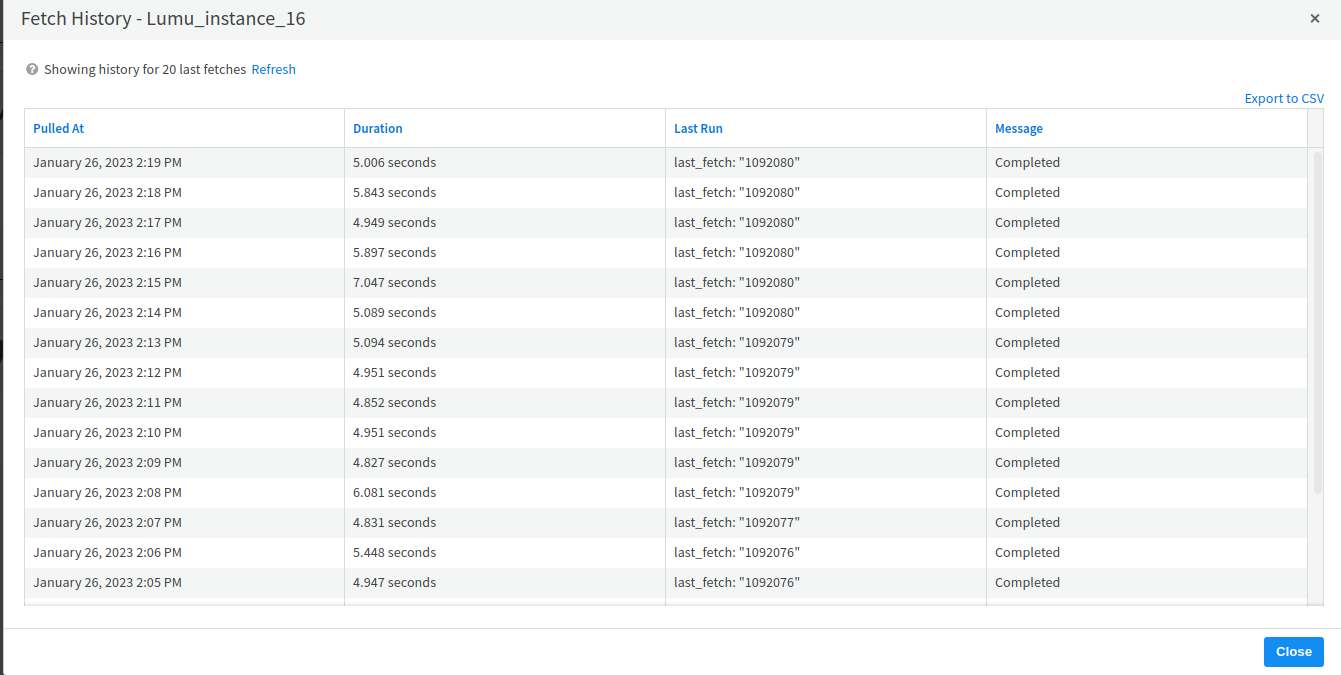 Fetch History - Lumu_instance_16 ×
? Showing history for 20 last fetches Refresh
Export to CSV
Pulled At Duration Last Run Message
January 26, 2023 2:19 PM 5.006 seconds last_fetch: "1092080" Completed
January 26, 2023 2:18 PM 5.843 seconds last_fetch: "1092080" Completed
January 26, 2023 2:17 PM 4.949 seconds last_fetch: "1092080" Completed
January 26, 2023 2:16 PM 5.897 seconds last_fetch: "1092080" Completed
January 26, 2023 2:15 PM 7.047 seconds last_fetch: "1092080" Completed
January 26, 2023 2:14 PM 5.089 seconds last_fetch: "1092080" Completed
January 26, 2023 2:13 PM 5.094 seconds last_fetch: "1092079" Completed
January 26, 2023 2:12 PM 4.951 seconds last_fetch: "1092079" Completed
January 26, 2023 2:11 PM 4.852 seconds last_fetch: "1092079" Completed
January 26, 2023 2:10 PM 4.951 seconds last_fetch: "1092079" Completed
January 26, 2023 2:09 PM 4.827 seconds last_fetch: "1092079" Completed
January 26, 2023 2:08 PM 6.081 seconds last_fetch: "1092079" Completed
January 26, 2023 2:07 PM 4.831 seconds last_fetch: "1092077" Completed
January 26, 2023 2:06 PM 5.448 seconds last_fetch: "1092076" Completed
January 26, 2023 2:05 PM 4.947 seconds last_fetch: "1092076" Completed
Close